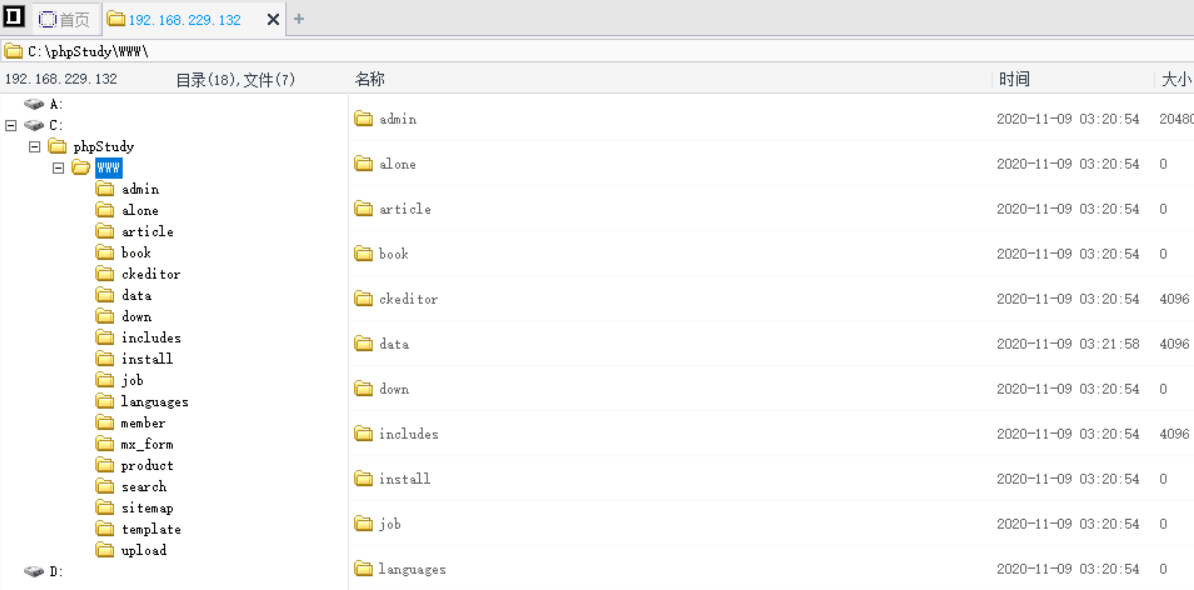 首页 192.168.229.132
C:\phpStudy\WWW\
192.168.229.132 目录(18),文件(7) 名称 时间 大小
A:
C:
phpStudy
WWW
admin
alone
article
book
ckeditor
data
down
includes
install
job
languages
member
mx_form
product
search
sitemap
template
upload
D:
admin 2020-11-09 03:20:54 20480
alone 2020-11-09 03:20:54 0
article 2020-11-09 03:20:54 0
book 2020-11-09 03:20:54 0
ckeditor 2020-11-09 03:20:54 4096
data 2020-11-09 03:21:58 4096
down 2020-11-09 03:20:54 0
includes 2020-11-09 03:20:54 4096
install 2020-11-09 03:20:54 0
job 2020-11-09 03:20:54 0
languages 2020-11-09 03:20:54 0